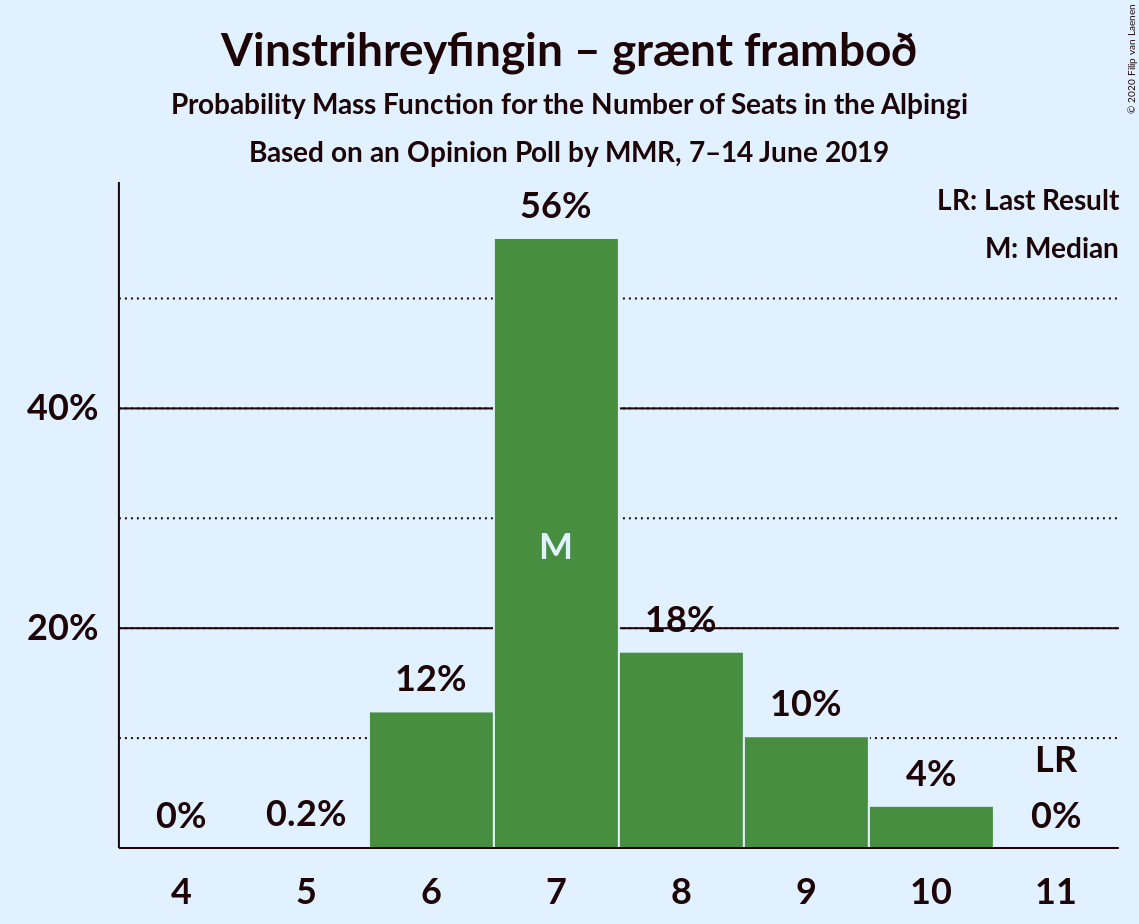 Vinstrihreyfingin – grænt framboð
Probability Mass Function for the Number of Seats in the Alþingi
Based on an Opinion Poll by MMR, 7–14 June 2019
© 2020 Filip van Laenen
LR: Last Result
M: Median
56%
40%
M
20%
18%
12%
10%
LR
4%
0%
0.2%
0%
4 5 6 7 8 9 10 11